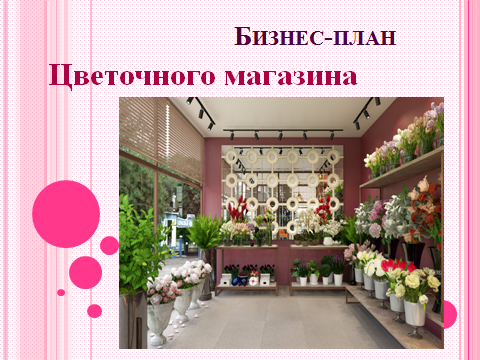 Бизнес-план
Цветочного магазина